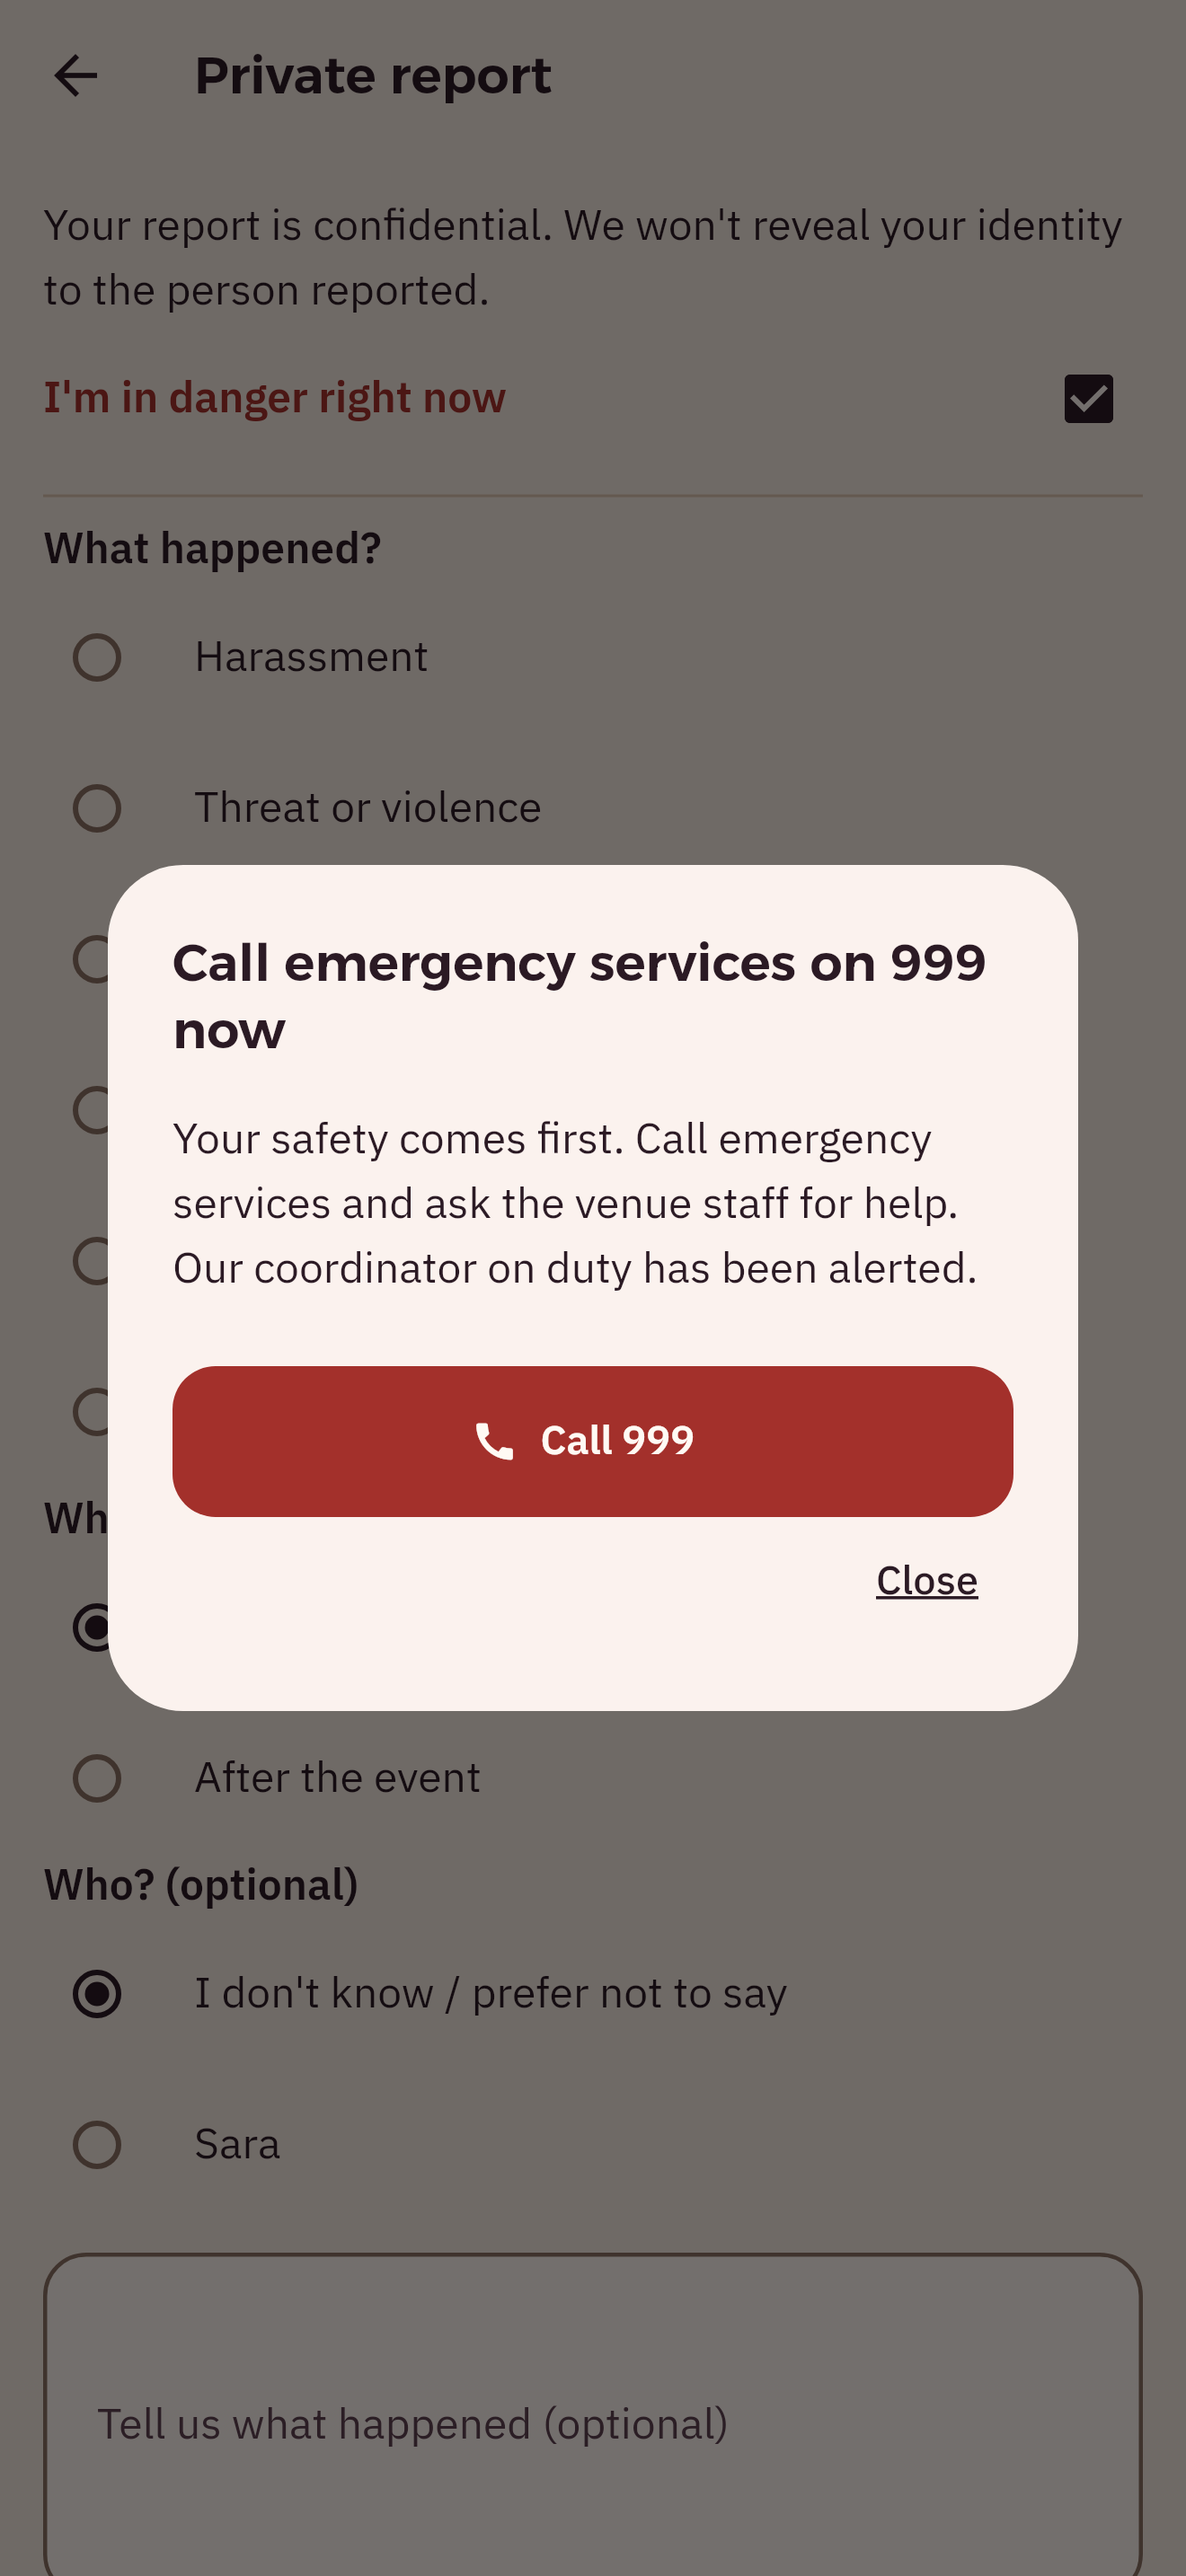 Private report
Your report is confidential. We won't reveal your identity
to the person reported.
I'm in danger right now
What happened?
Harassment
Threat or violence
Call emergency services on 999
now
Your safety comes first. Call emergency
services and ask the venue staff for help.
Our coordinator on duty has been alerted.
Call 999
Close
After the event
Who? (optional)
I don't know / prefer not to say
Sara
Tell us what happened (optional)